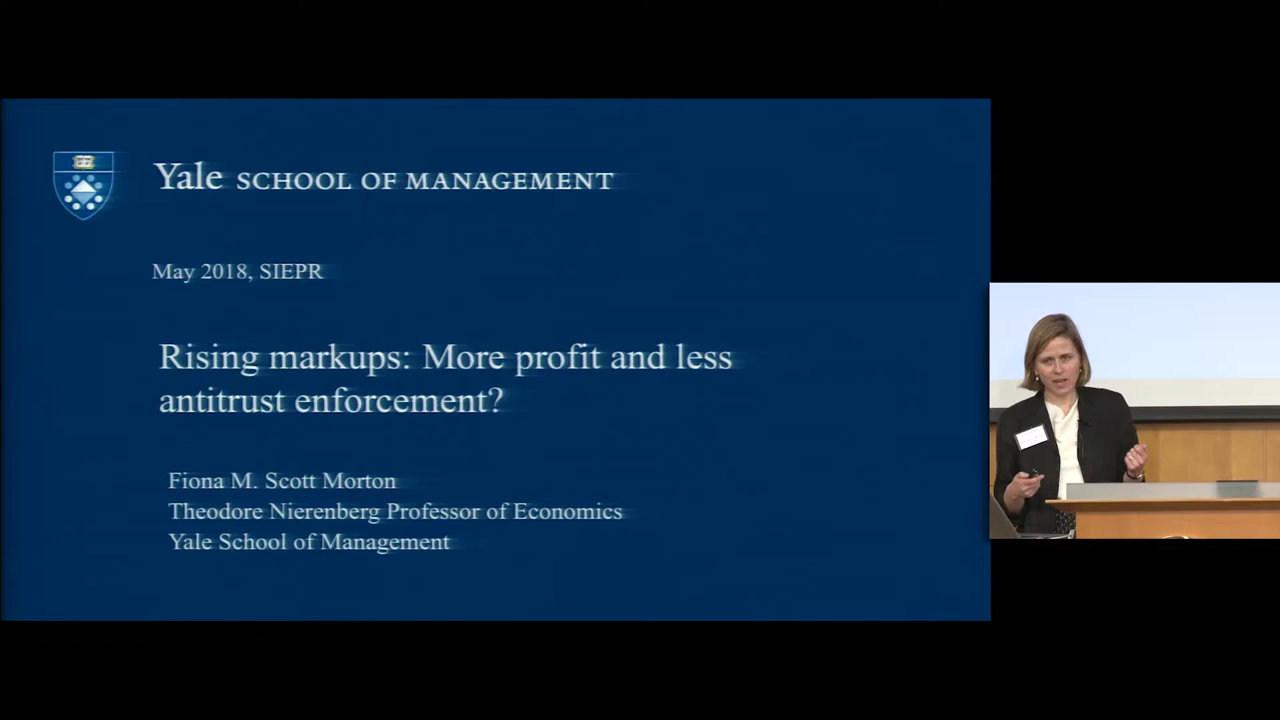 Yale SCHOOL OF MANAGEMENT
May 2018, SIEPR
Rising markups: More profit and less
antitrust enforcement?
Fiona M. Scott Morton
Theodore Nierenberg Professor of Economics
Yale School of Management